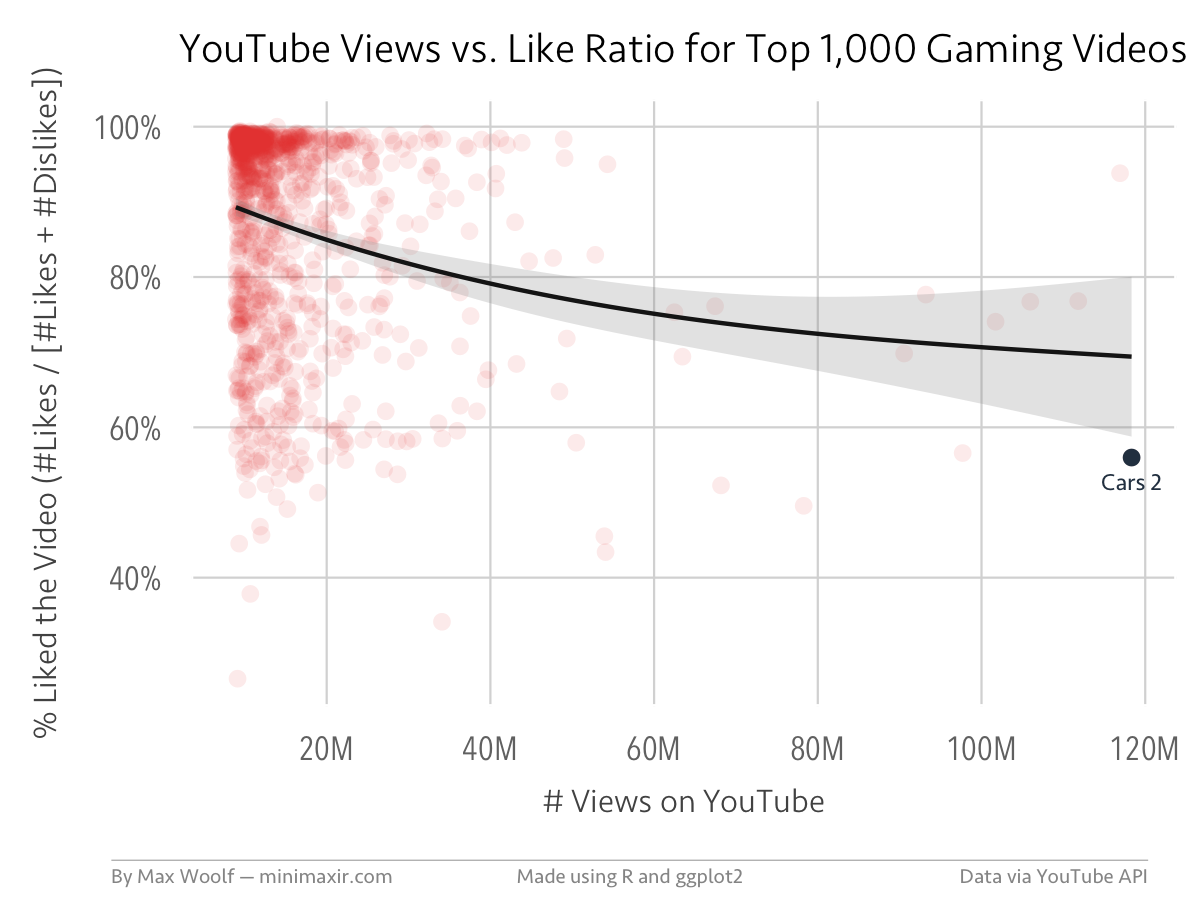 YouTube Views vs. Like Ratio for Top 1,000 Gaming Videos
% Liked the Video (#Likes / [#Likes + #Dislikes])
100%
80%
60%
40%
Cars 2
20M 40M 60M 80M 100M 120M
# Views on YouTube
By Max Woolf — minimaxir.com Made using R and ggplot2 Data via YouTube API